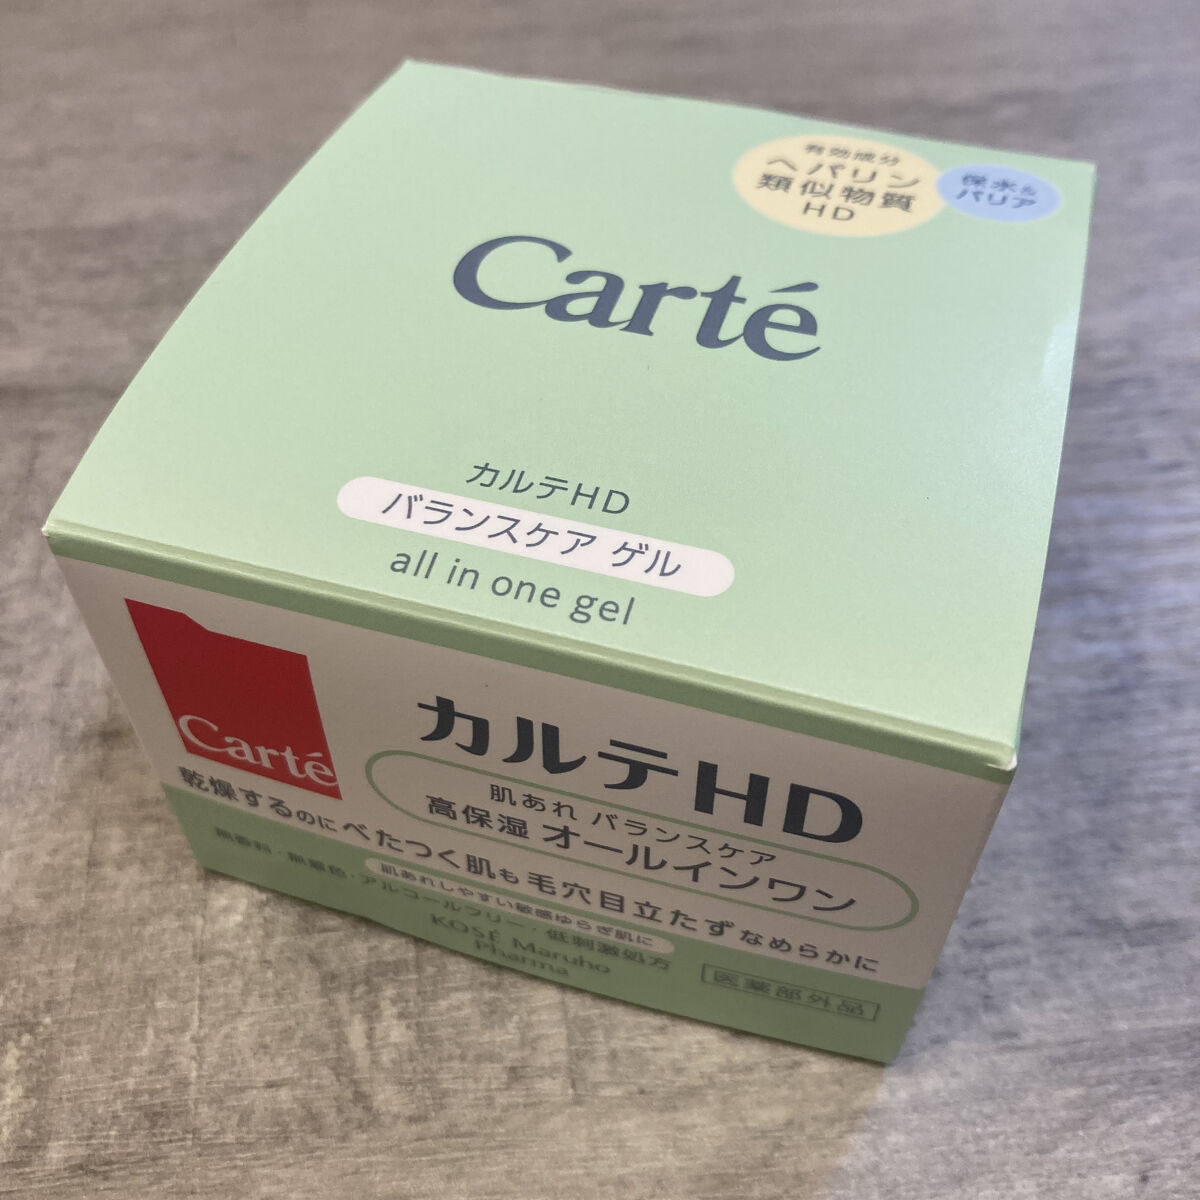 有効成分
ヘパリン
類似物質
HD
保水&
バリア
Carté
カルテHD
バランスケア ゲル
all in one gel
Carté
カルテHD
肌あれ バランスケア
高保湿 オールインワン
乾燥するのにべたつく肌も毛穴目立たずなめらかに
肌あれしやすい敏感ゆらぎ肌に
無香料・無着色・アルコールフリー・低刺激処方
KOSÉ Maruho
Pharma
医薬部外品